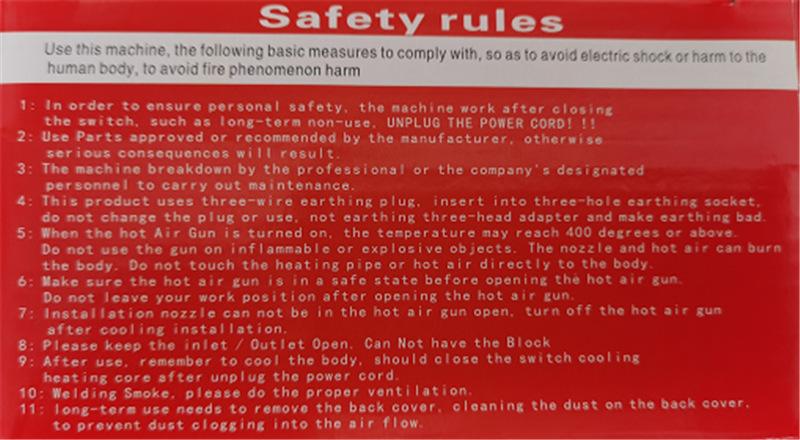 Safety rules
Use this machine, the following basic measures to comply with, so as to avoid electric shock or harm to the
human body, to avoid fire phenomenon harm
1: In order to ensure personal safety, the machine work after closing
the switch, such as long-term non-use, UNPLUG THE POWER CORD! !!
2: Use Parts approved or recommended by the manufacturer, otherwise
serious consequences will result.
3: The machine breakdown by the professional or the company's designated
personnel to carry out maintenance.
4: This product uses three-wire earthing plug, insert into three-hole earthing socket,
do not change the plug or use, not earthing three-head adapter and make earthing bad.
5: When the hot Air Gun is turned on, the temperature may reach 400 degrees or above.
Do not use the gun on inflammable or explosive objects. The nozzle and hot air can burn
the body. Do not touch the heating pipe or hot air directly to the body.
6: Make sure the hot air gun is in a safe state before opening the hot air gun.
Do not leave your work position after opening the hot air gun.
7: Installation nozzle can not be in the hot air gun open, turn off the hot air gun
after cooling installation.
8: Please keep the inlet / Outlet Open, Can Not have the Block
9: After use, remember to cool the body, should close the switch cooling
heating core after unplug the power cord.
10: Welding Smoke, please do the proper ventilation.
11: long-term use needs to remove the back cover, cleaning the dust on the back cover,
to prevent dust clogging into the air flow.